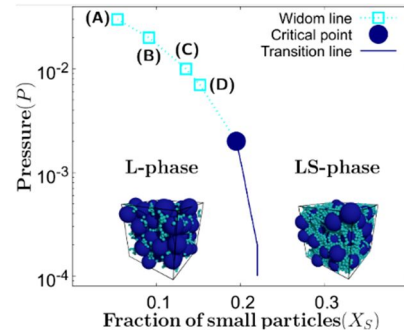 Widom line
Critical point
Transition line
(A)
(B)
(C)
(D)
10⁻²
10⁻³
10⁻⁴
Pressure(P)
L-phase
LS-phase
0.1
0.2
0.3
Fraction of small particles(X_S)